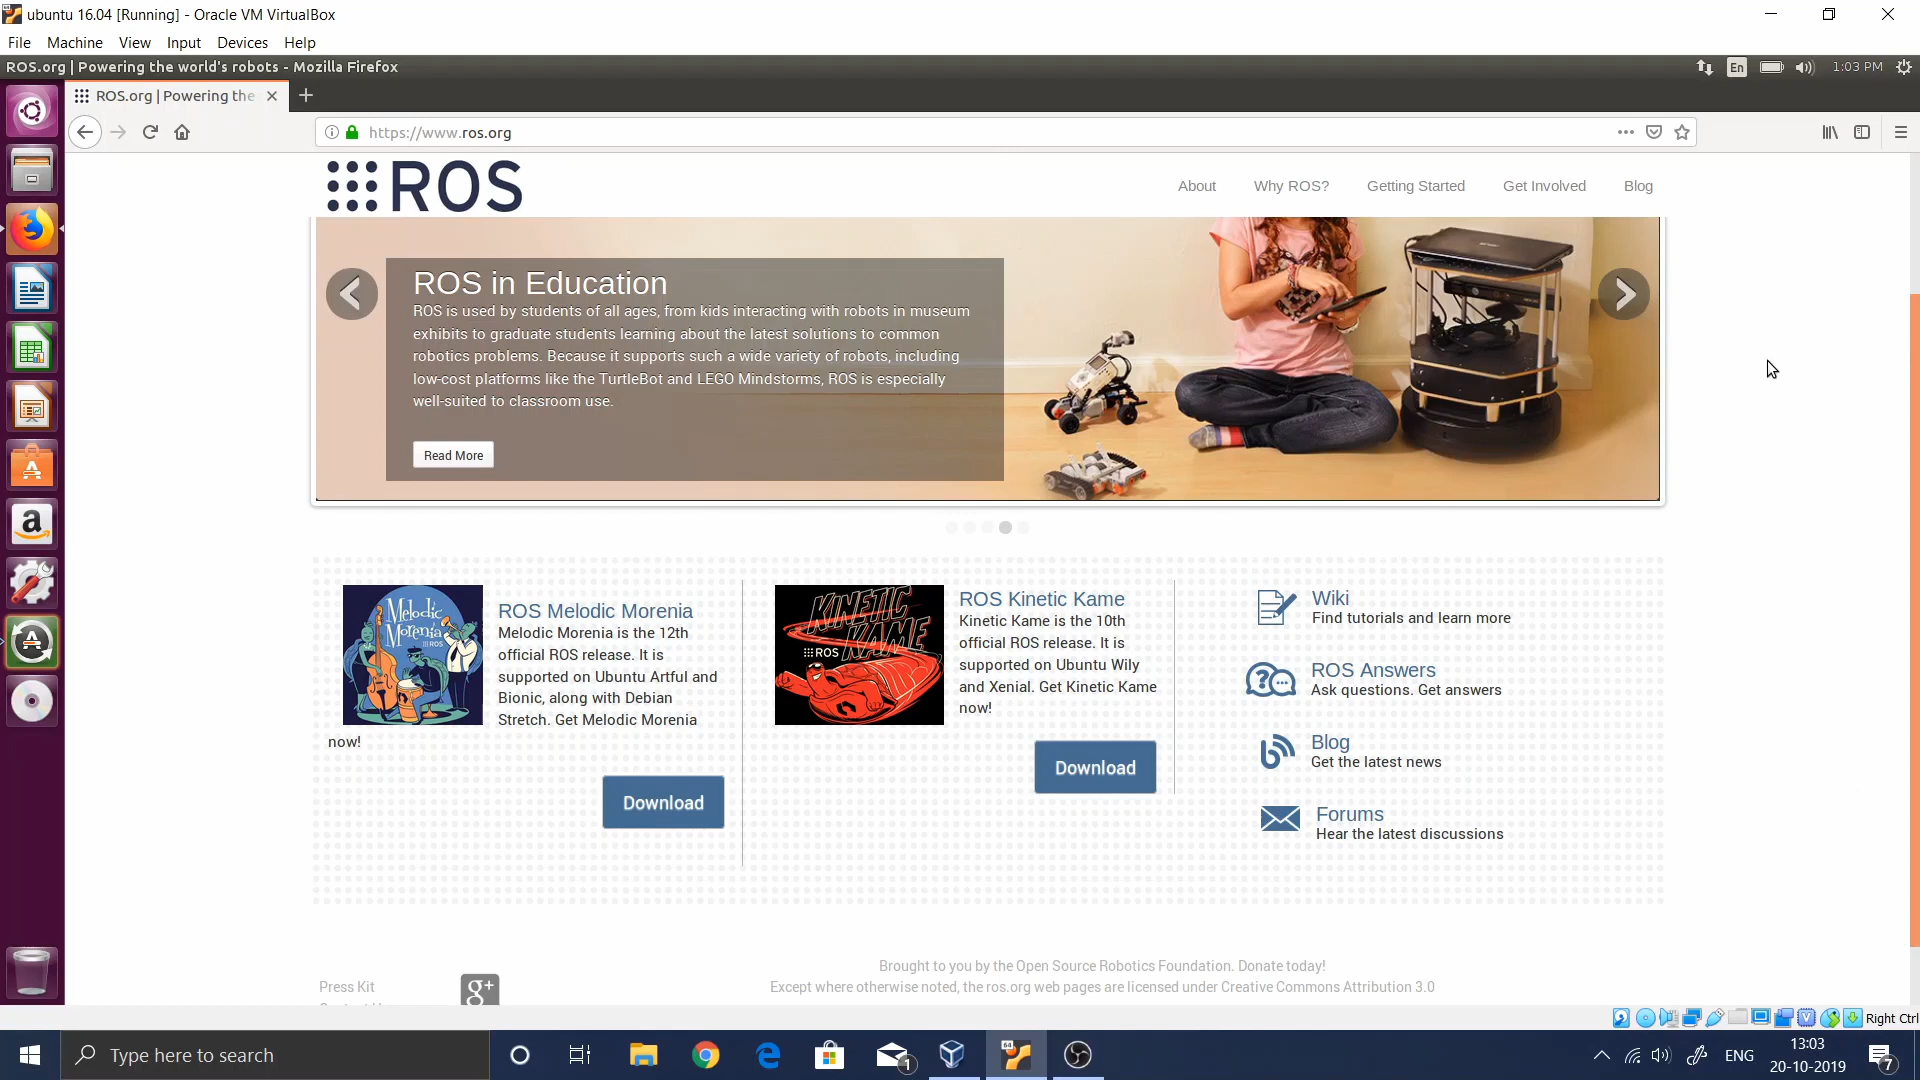 ubuntu 16.04 [Running] - Oracle VM VirtualBox
File Machine View Input Devices Help
ROS.org | Powering the world's robots - Mozilla Firefox
En
1:03 PM
ROS.org | Powering the
https://www.ros.org
ROS
About Why ROS? Getting Started Get Involved Blog
ROS in Education
ROS is used by students of all ages, from kids interacting with robots in museum
exhibits to graduate students learning about the latest solutions to common
robotics problems. Because it supports such a wide variety of robots, including
low-cost platforms like the TurtleBot and LEGO Mindstorms, ROS is especially
well-suited to classroom use.
Read More
Melodic
Morenia
ROS
ROS Melodic Morenia
Melodic Morenia is the 12th
official ROS release. It is
supported on Ubuntu Artful and
Bionic, along with Debian
Stretch. Get Melodic Morenia
now!
Download
KINETIC
KAME
ROS
ROS Kinetic Kame
Kinetic Kame is the 10th
official ROS release. It is
supported on Ubuntu Wily
and Xenial. Get Kinetic Kame
now!
Download
Wiki
Find tutorials and learn more
ROS Answers
Ask questions. Get answers
Blog
Get the latest news
Forums
Hear the latest discussions
Press Kit
g+
Brought to you by the Open Source Robotics Foundation. Donate today!
Except where otherwise noted, the ros.org web pages are licensed under Creative Commons Attribution 3.0
Right Ctrl
Type here to search
1
64
ENG
13:03
20-10-2019
7